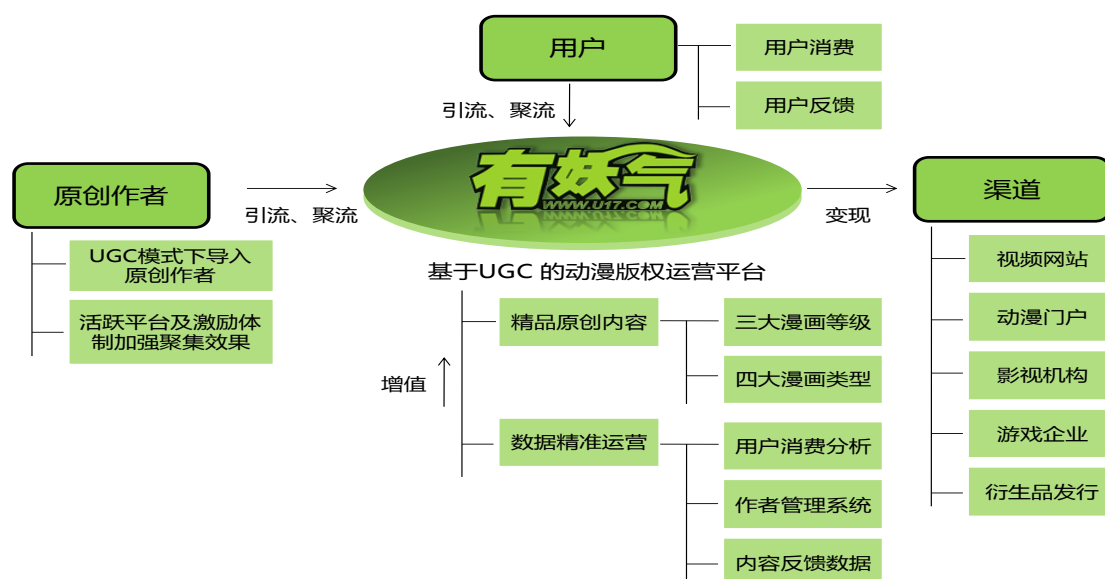 用户
用户消费
用户反馈
引流、聚流
原创作者
引流、聚流
UGC模式下导入
原创作者
活跃平台及激励体
制加强聚集效果
有妖气
WWW.U17.COM
变现
渠道
视频网站
动漫门户
影视机构
游戏企业
衍生品发行
基于UGC 的动漫版权运营平台
增值
精品原创内容
三大漫画等级
四大漫画类型
数据精准运营
用户消费分析
作者管理系统
内容反馈数据